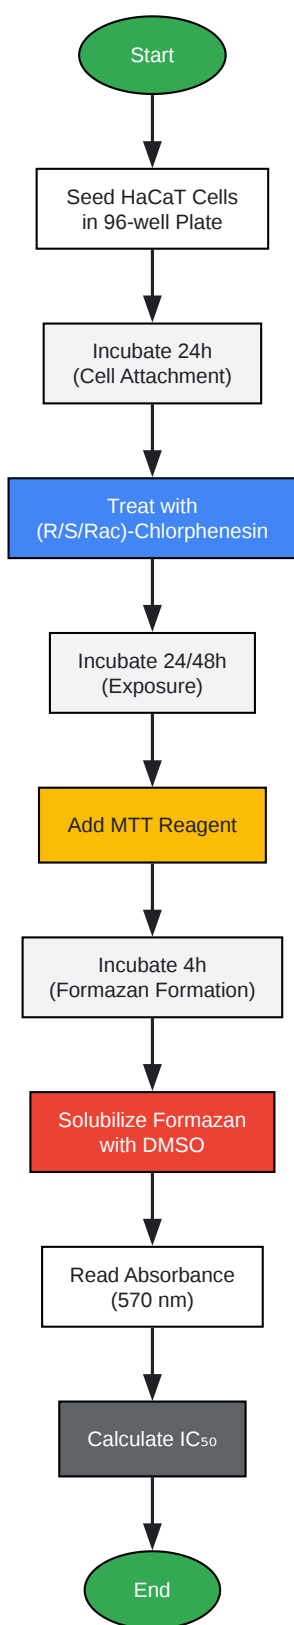 Start
Seed HaCaT Cells
in 96-well Plate
Incubate 24h
(Cell Attachment)
Treat with
(R/S/Rac)-Chlorphenesin
Incubate 24/48h
(Exposure)
Add MTT Reagent
Incubate 4h
(Formazan Formation)
Solubilize Formazan
with DMSO
Read Absorbance
(570 nm)
Calculate IC₅₀
End